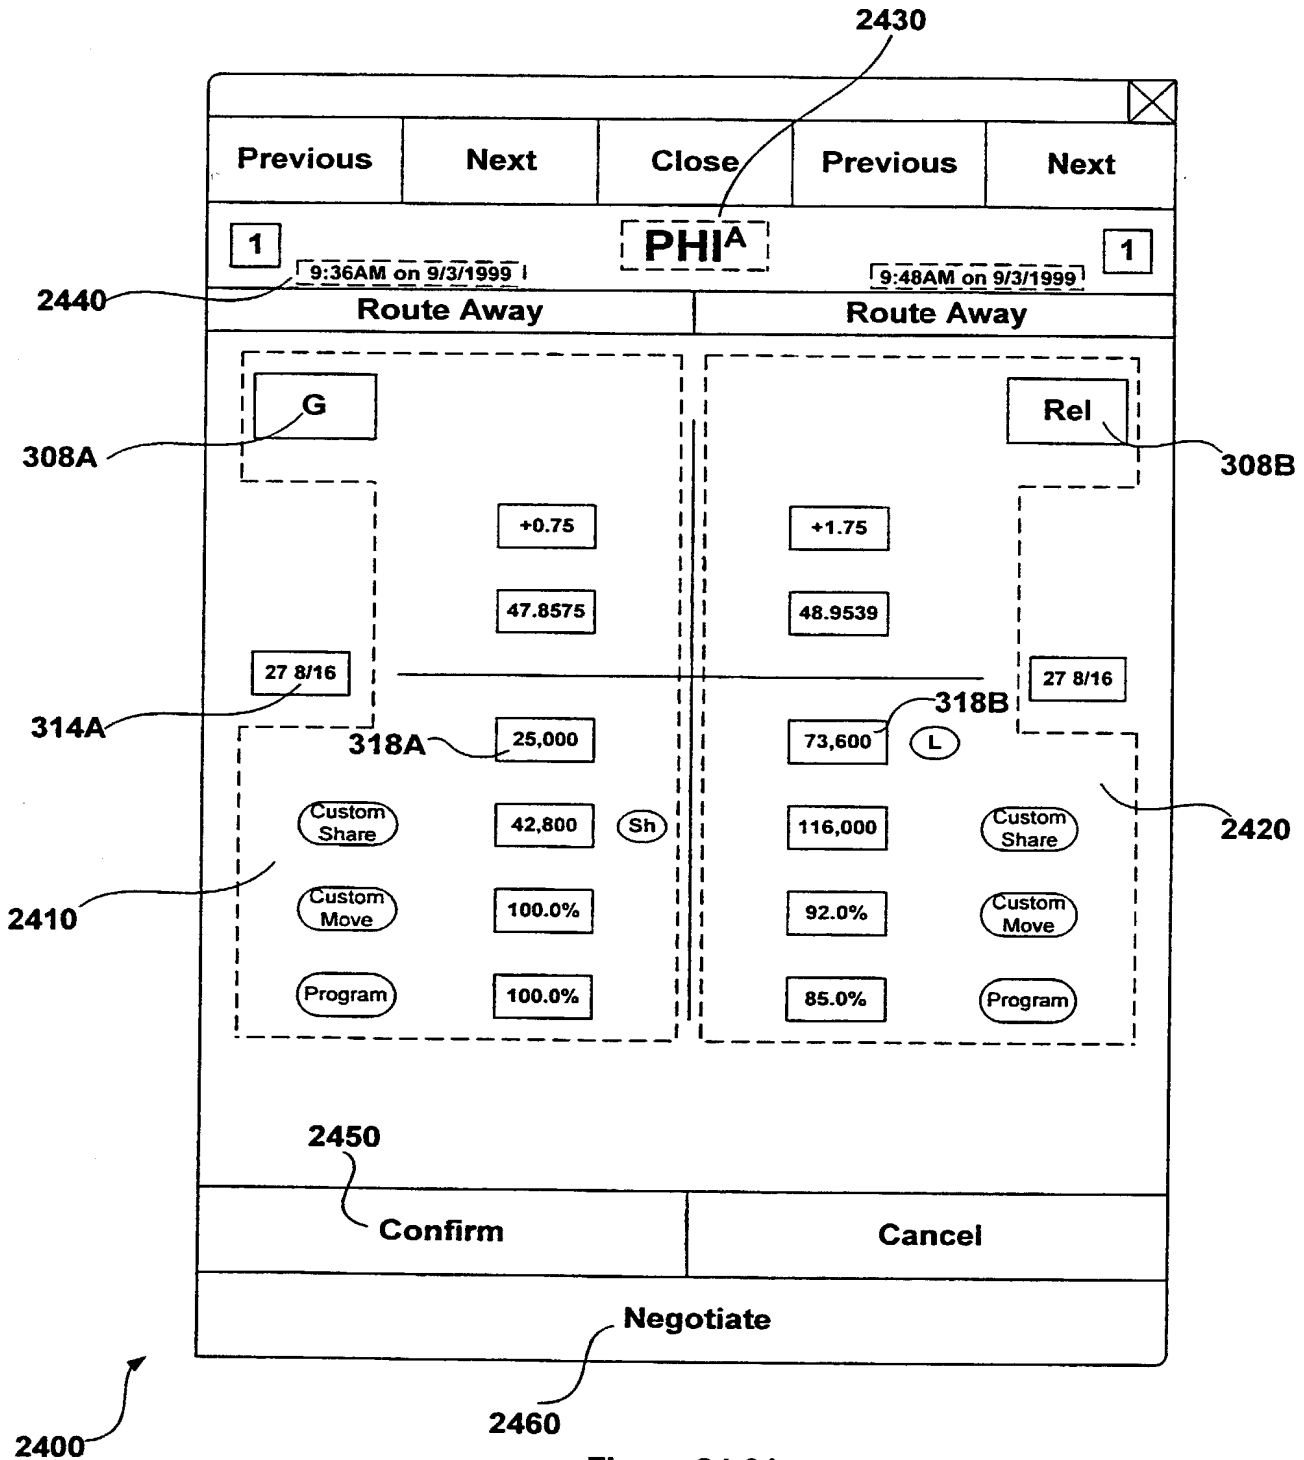 2430
Previous Next Close Previous Next
1 PHI A 1
9:36AM on 9/3/1999 9:48AM on 9/3/1999
2440
Route Away Route Away
G Rel
308A 308B
+0.75 +1.75
47.8575 48.9539
27 8/16 27 8/16
314A 318A 25,000 73,600 318B L
Custom Share 42,800 Sh 116,000 Custom Share
2420
2410
Custom Move 100.0% 92.0% Custom Move
Program 100.0% 85.0% Program
2450
Confirm Cancel
Negotiate
2460
2400